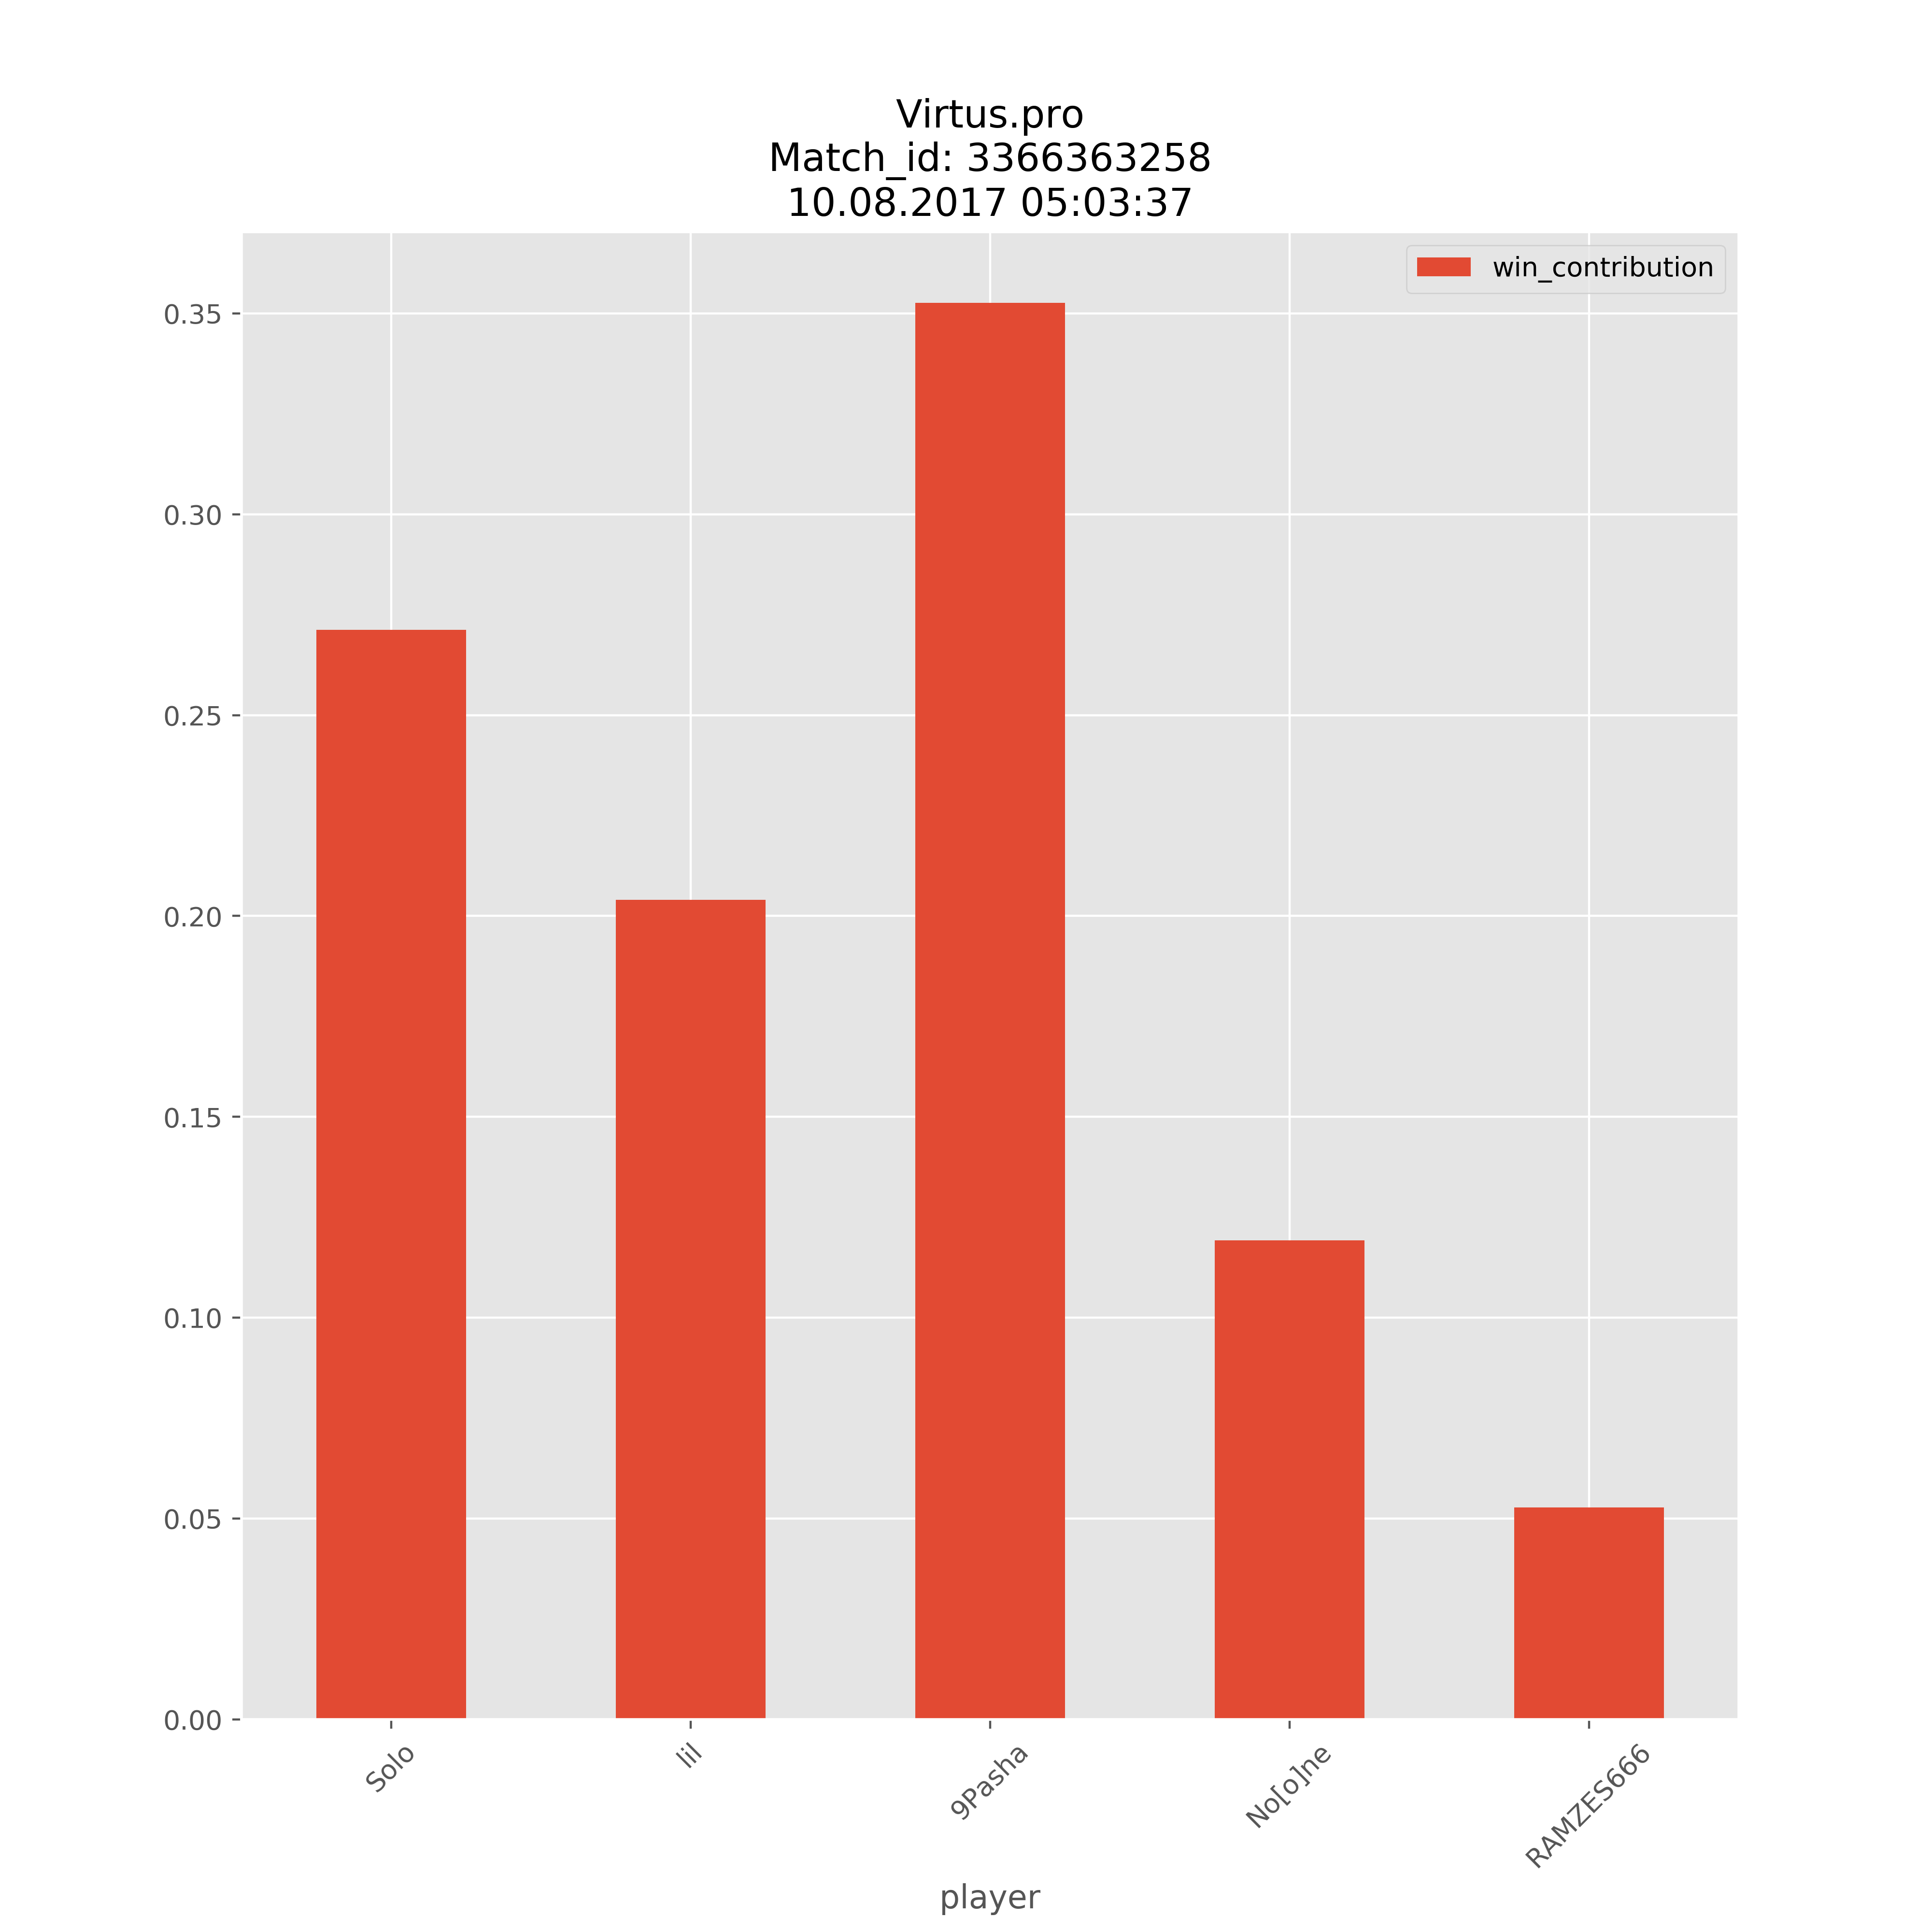 Virtus.pro
Match_id: 3366363258
10.08.2017 05:03:37
win_contribution
0.35
0.30
0.25
0.20
0.15
0.10
0.05
0.00
Solo
lil
9Pasha
No[o]ne
RAMZES666
player